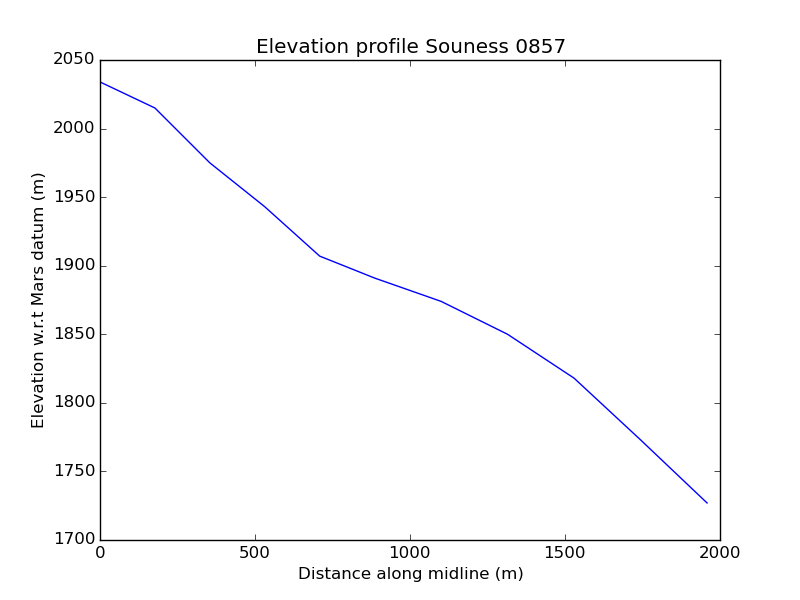 Elevation profile Souness 0857
2050
2000
1950
1900
1850
1800
1750
1700
Elevation w.r.t Mars datum (m)
0 500 1000 1500 2000
Distance along midline (m)